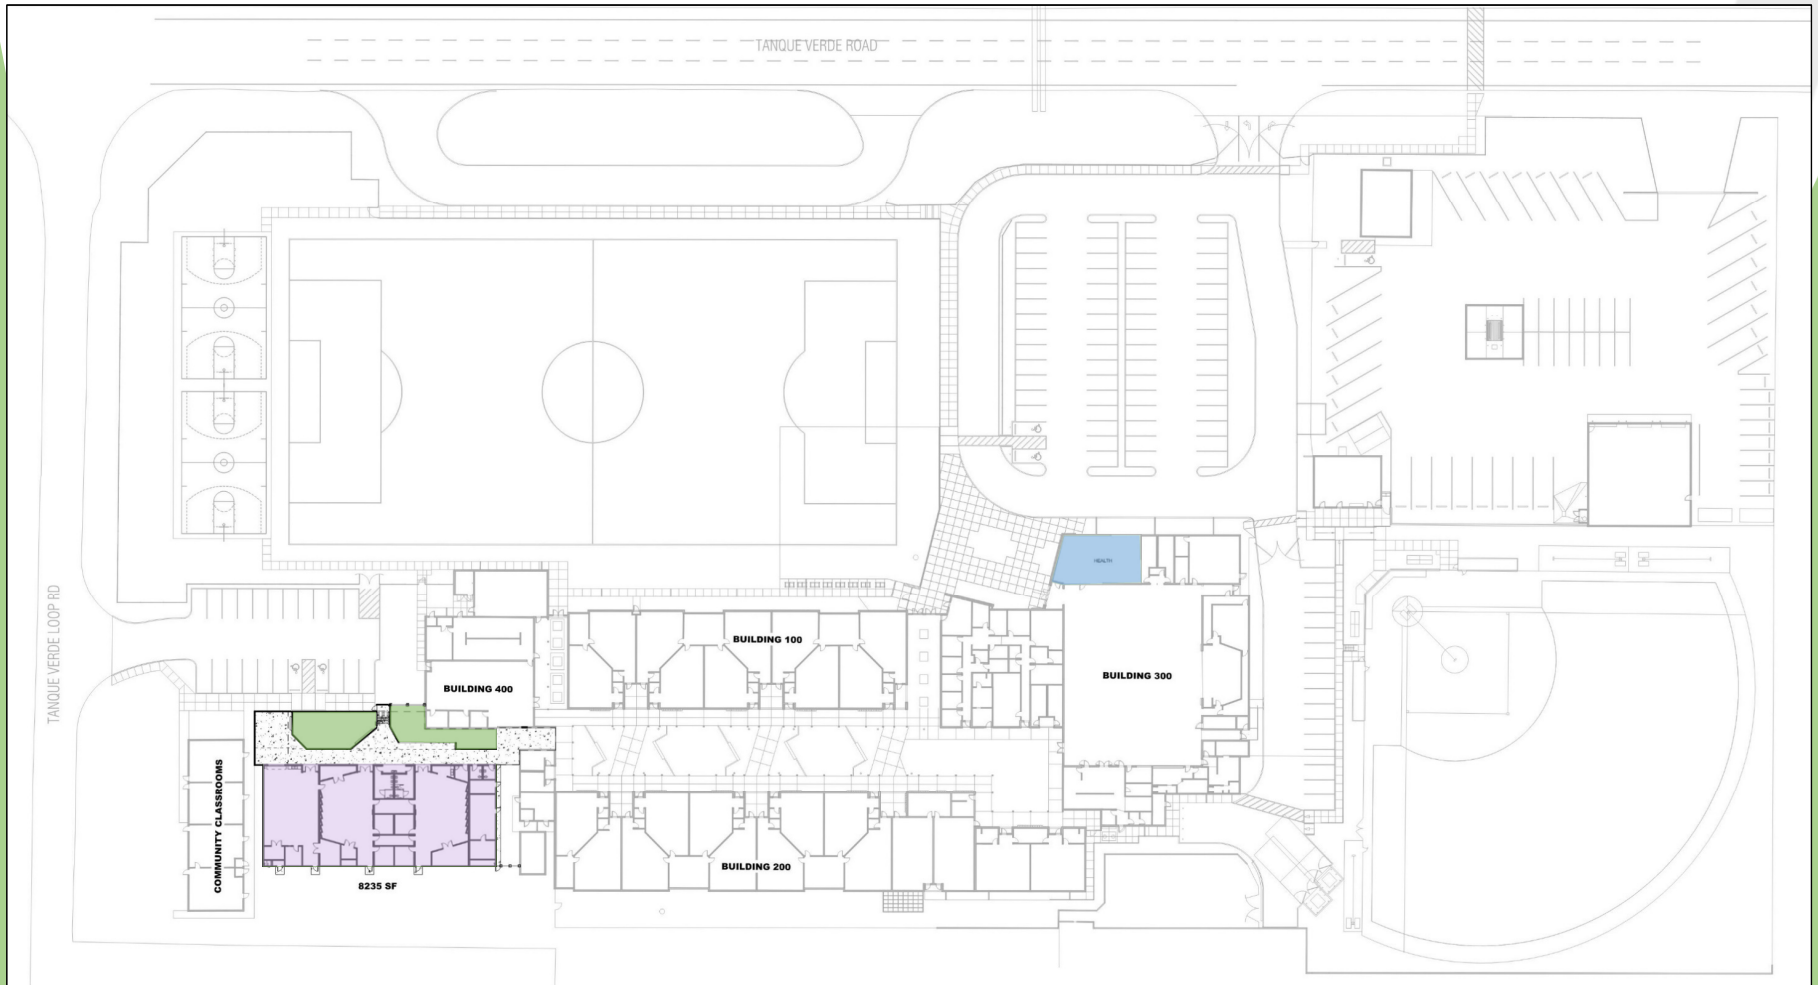 TANQUE VERDE ROAD
HEALTH
TANQUE VERDE LOOP RD
BUILDING 100
BUILDING 300
BUILDING 400
COMMUNITY CLASSROOMS
BUILDING 200
8235 SF